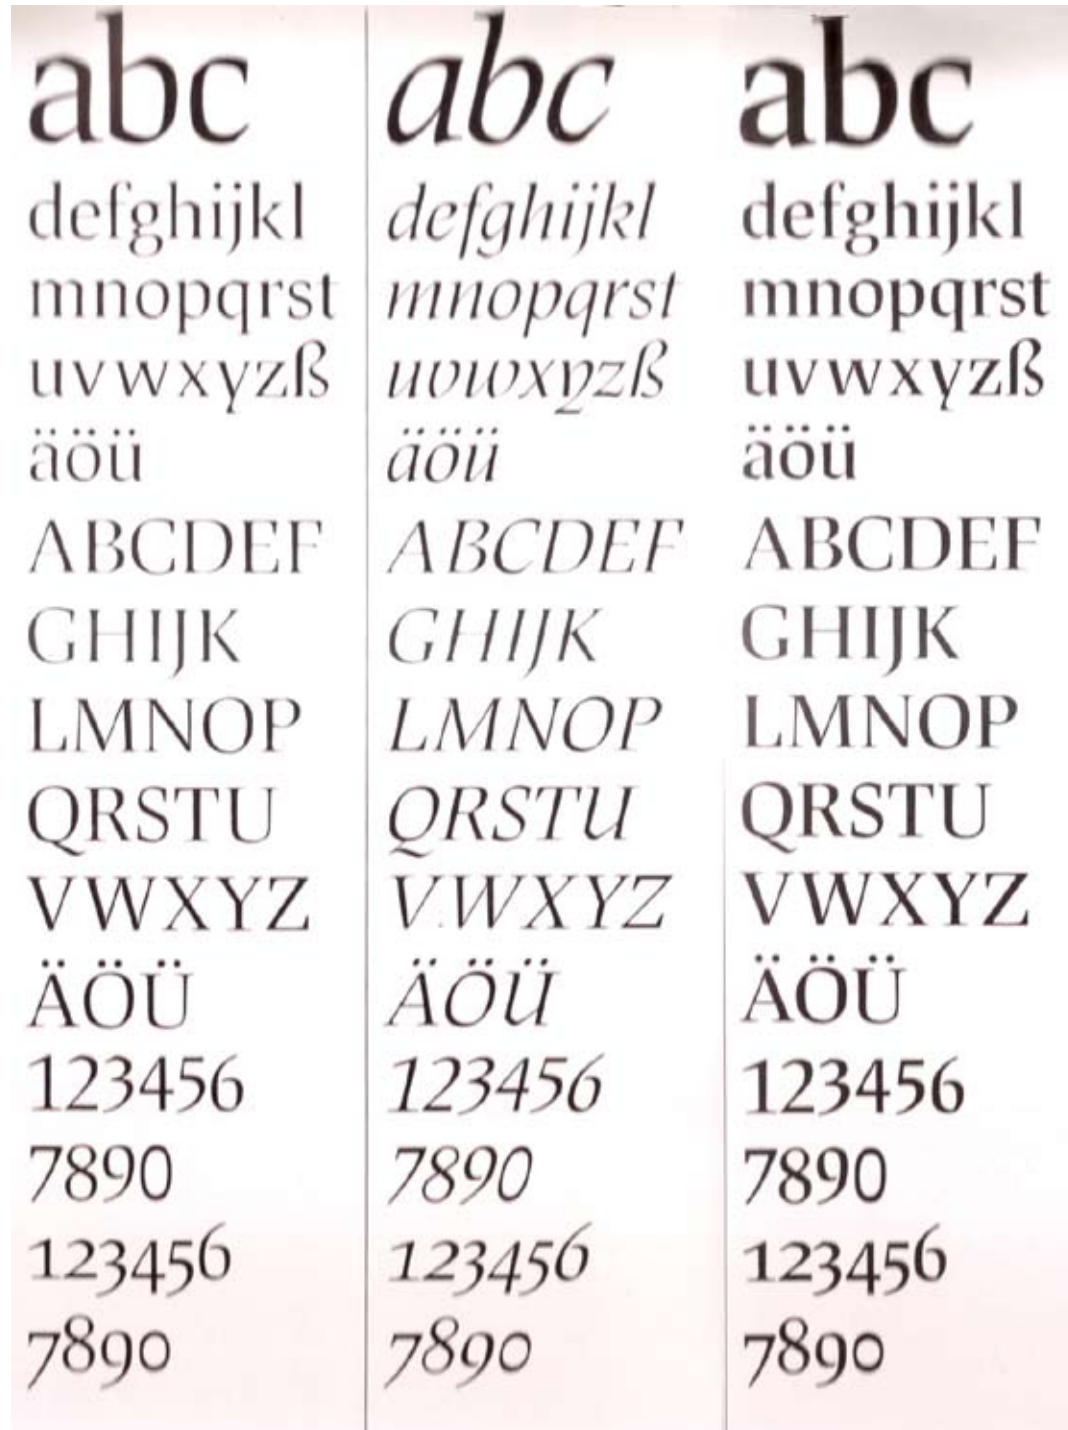 abc
defghijkl
mnopqrst
uvwxyzß
äöü
ABCDEF
GHIJK
LMNOP
QRSTU
VWXYZ
ÄÖÜ
123456
7890
123456
7890
abc
defghijkl
mnopqrst
uvwxyzß
äöü
ABCDEF
GHIJK
LMNOP
QRSTU
VWXYZ
ÄÖÜ
123456
7890
123456
7890
abc
defghijkl
mnopqrst
uvwxyzß
äöü
ABCDEF
GHIJK
LMNOP
QRSTU
VWXYZ
ÄÖÜ
123456
7890
123456
7890